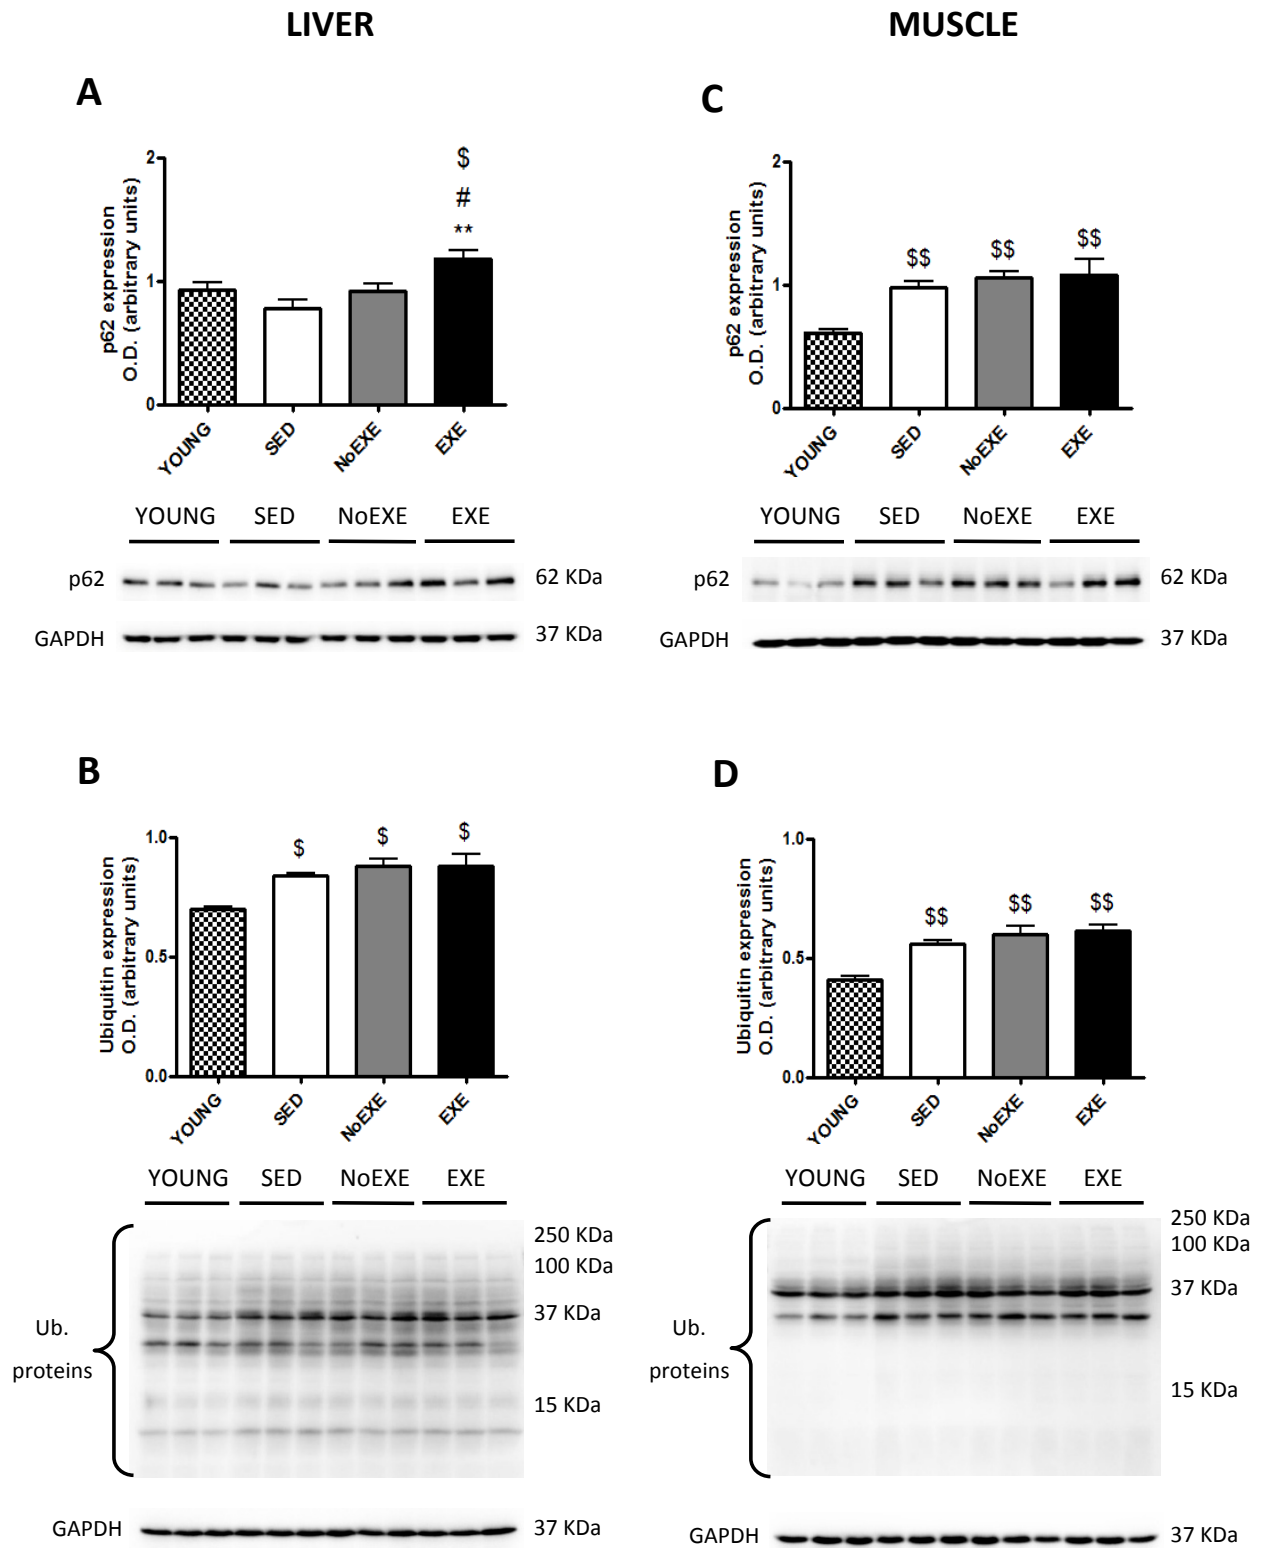 LIVER
MUSCLE
A
p62 expression
O.D. (arbitrary units)
2
1
0
$
#
**
YOUNG
SED
NoEXE
EXE
YOUNG SED NoEXE EXE
p62
62 KDa
GAPDH
37 KDa
C
p62 expression
O.D. (arbitrary units)
2
1
0
$$
$$
$$
YOUNG
SED
NoEXE
EXE
YOUNG SED NoEXE EXE
p62
62 KDa
GAPDH
37 KDa
B
Ubiquitin expression
O.D. (arbitrary units)
1.0
0.5
0.0
$
$
$
YOUNG
SED
NoEXE
EXE
YOUNG SED NoEXE EXE
Ub.
proteins
250 KDa
100 KDa
37 KDa
15 KDa
GAPDH
37 KDa
D
Ubiquitin expression
O.D. (arbitrary units)
1.0
0.5
0.0
$$
$$
$$
YOUNG
SED
NoEXE
EXE
YOUNG SED NoEXE EXE
Ub.
proteins
250 KDa
100 KDa
37 KDa
15 KDa
GAPDH
37 KDa